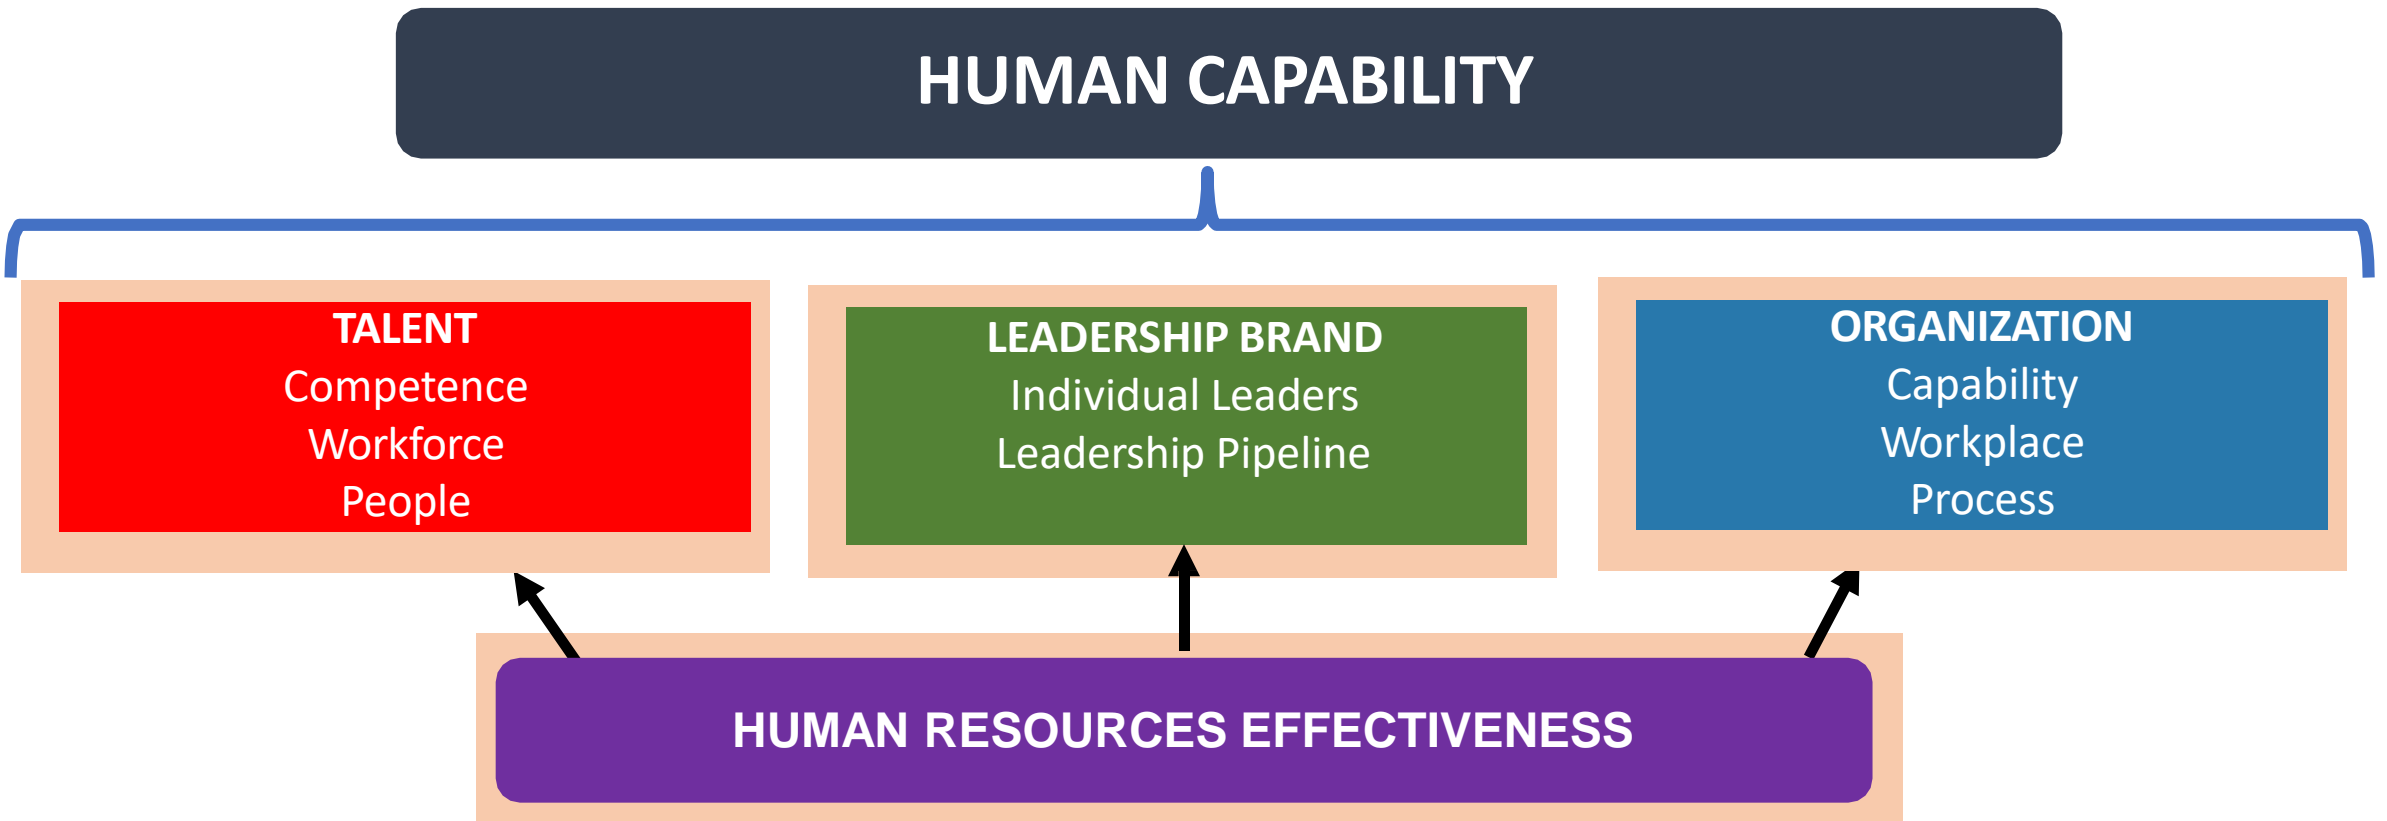 HUMAN CAPABILITY
TALENT
Competence
Workforce
People
LEADERSHIP BRAND
Individual Leaders
Leadership Pipeline
ORGANIZATION
Capability
Workplace
Process
HUMAN RESOURCES EFFECTIVENESS